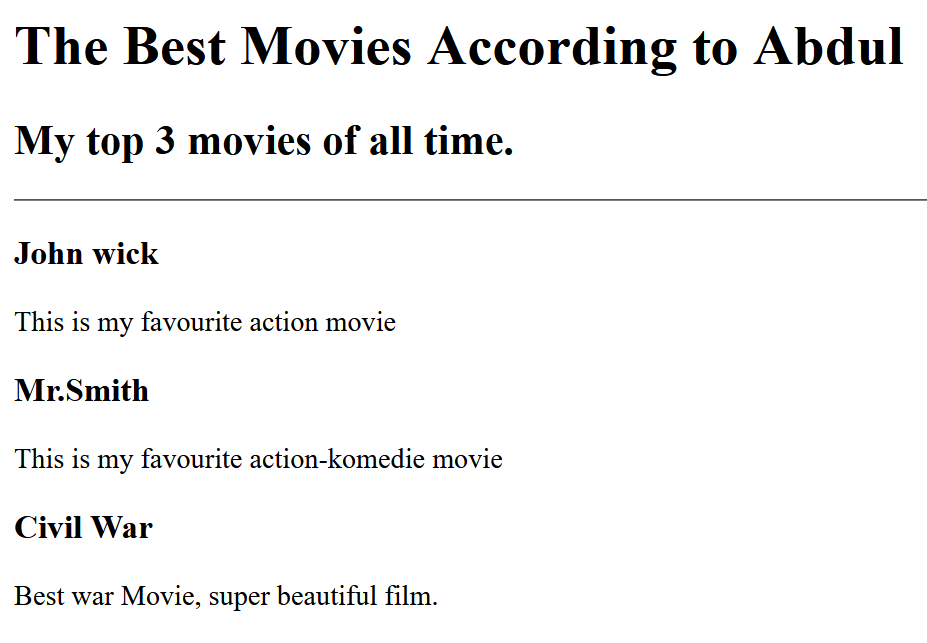 The Best Movies According to Abdul
My top 3 movies of all time.
John wick
This is my favourite action movie
Mr.Smith
This is my favourite action-komedie movie
Civil War
Best war Movie, super beautiful film.